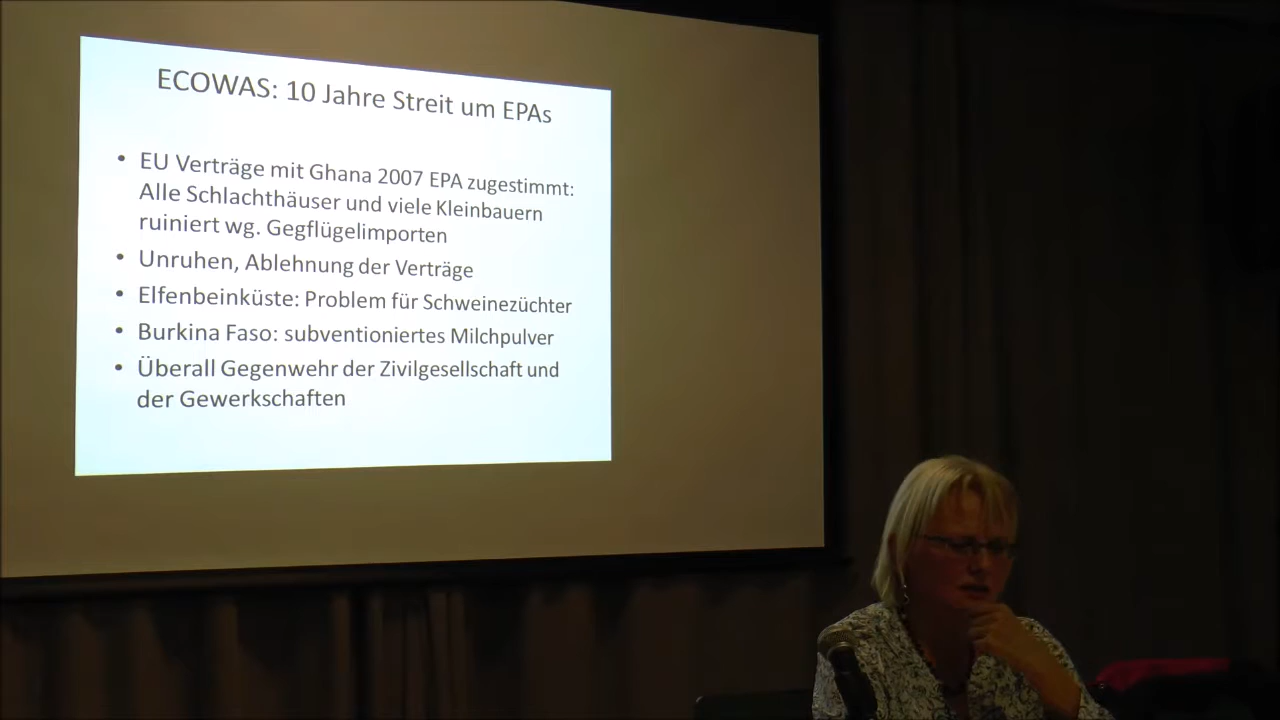 ECOWAS: 10 Jahre Streit um EPAs
• EU Verträge mit Ghana 2007 EPA zugestimmt:
Alle Schlachthäuser und viele Kleinbauern
ruiniert wg. Gegflügelimporten
• Unruhen, Ablehnung der Verträge
• Elfenbeinküste: Problem für Schweinezüchter
• Burkina Faso: subventioniertes Milchpulver
• Überall Gegenwehr der Zivilgesellschaft und
der Gewerkschaften